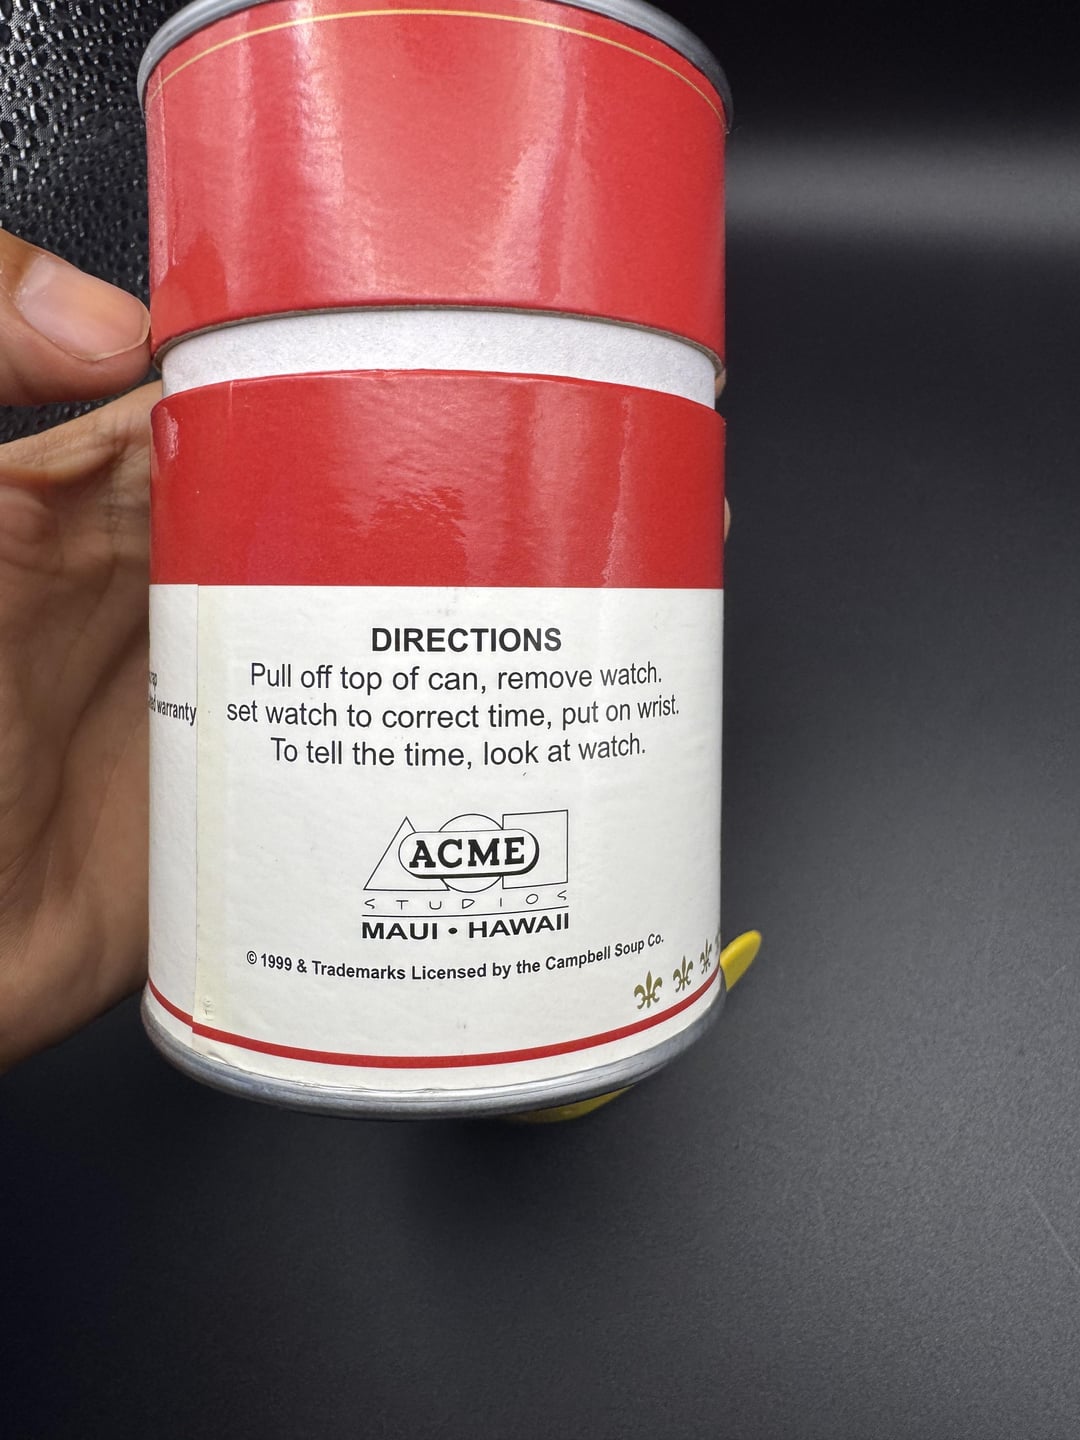 DIRECTIONS
Pull off top of can, remove watch.
set watch to correct time, put on wrist.
To tell the time, look at watch.
warranty
ACME
STUDIOS
MAUI • HAWAII
© 1999 & Trademarks Licensed by the Campbell Soup Co.